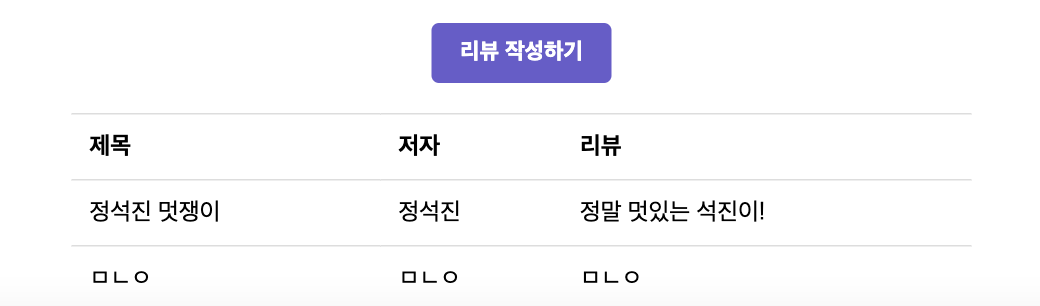 리뷰 작성하기
제목 저자 리뷰
정석진 멋쟁이 정석진 정말 멋있는 석진이!
ㅁㄴㅇ ㅁㄴㅇ ㅁㄴㅇ